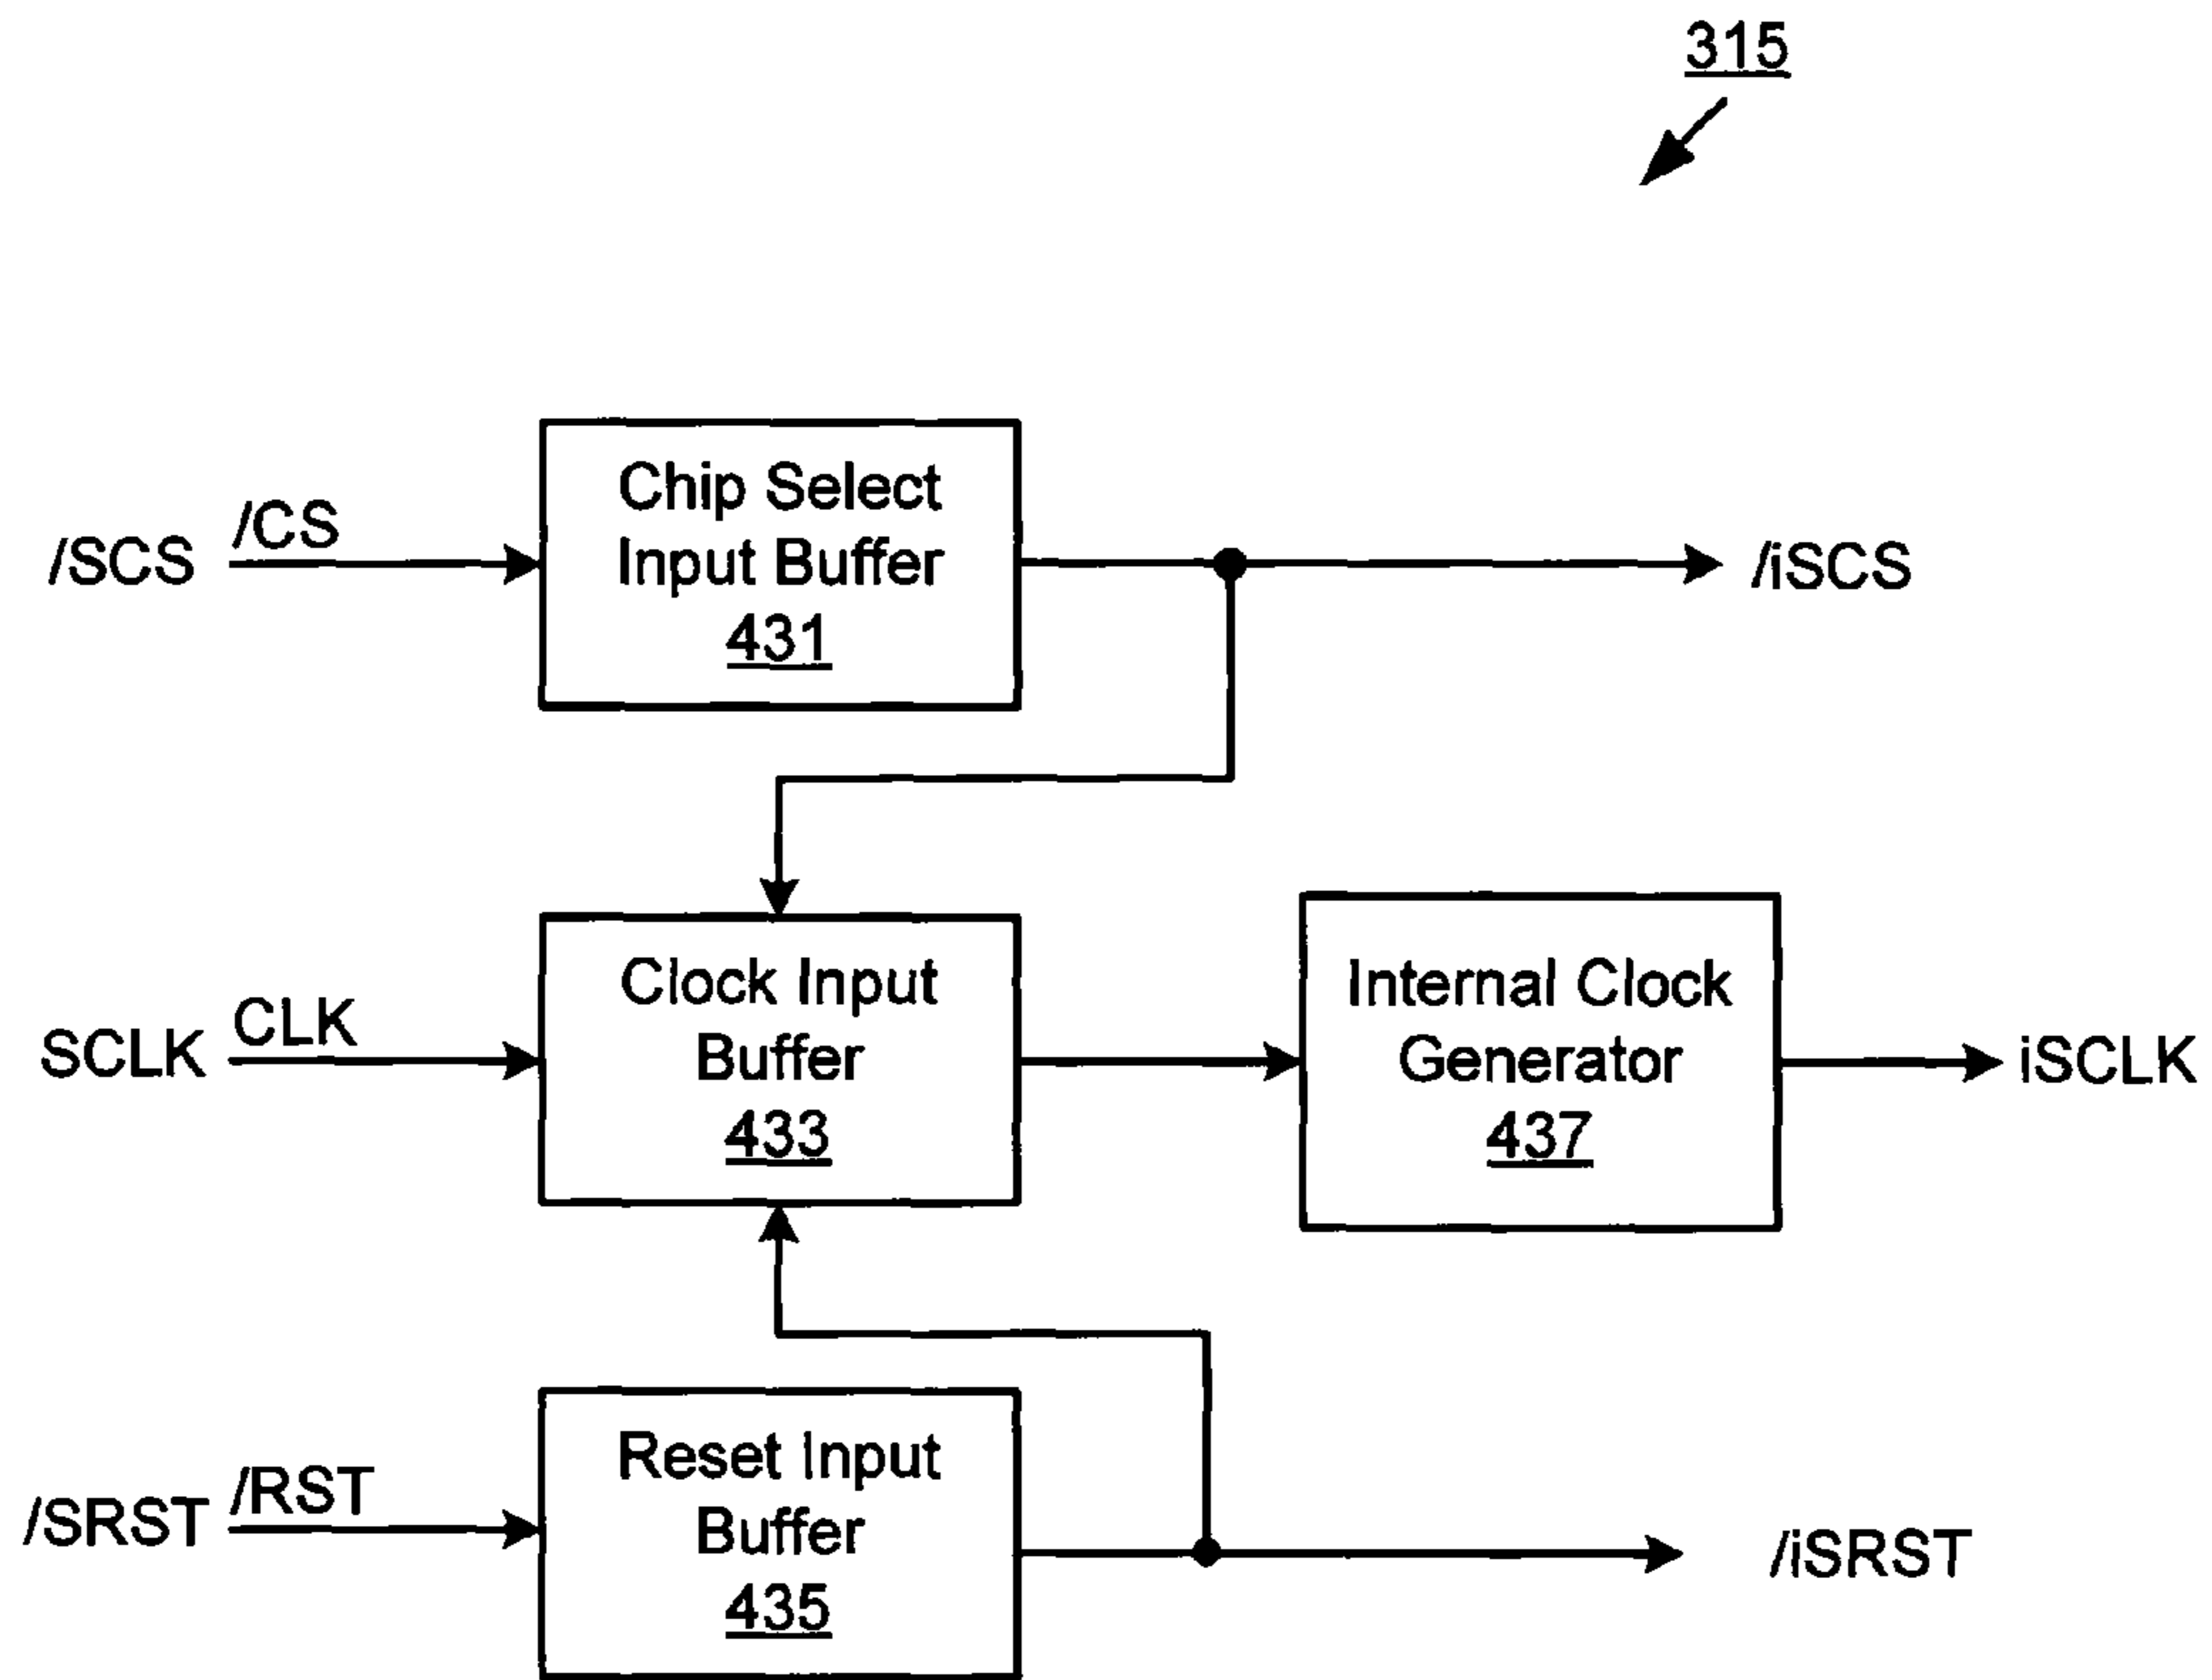 315
Chip Select
Input Buffer
431
/SCS
/CS
/iSCS
Clock Input
Buffer
433
SCLK
CLK
Internal Clock
Generator
437
iSCLK
Reset Input
Buffer
435
/SRST
/RST
/iSRST